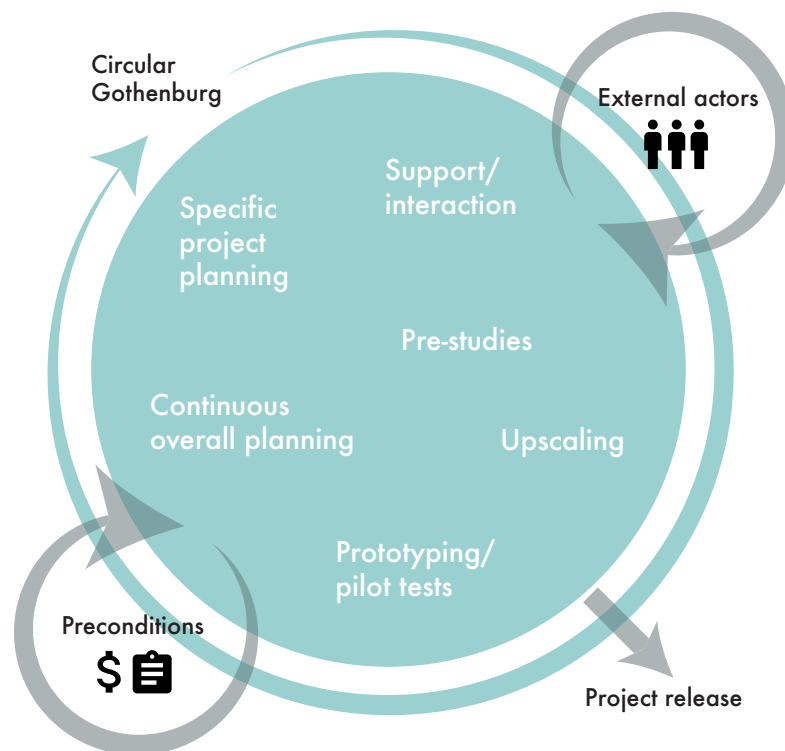 Circular
Gothenburg
External actors
Support/
interaction
Specific
project
planning
Pre-studies
Continuous
overall planning
Upscaling
Prototyping/
pilot tests
Preconditions
$
Project release